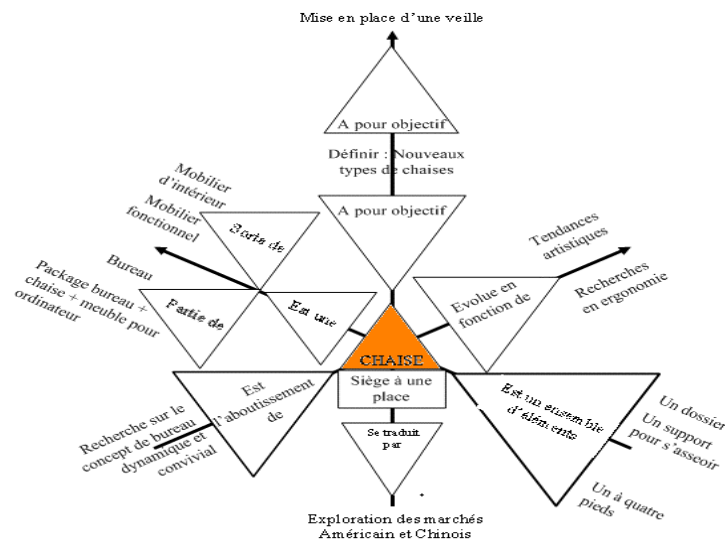 Mise en place d'une veille
A pour objectif
Définir : Nouveaux
types de chaises
A pour objectif
Mobilier
d'intérieur
Mobilier
fonctionnel
Sorte de
Bureau
Package bureau +
chaise + meuble pour
ordinateur
Partie de
Est une
Tendances
artistiques
Recherches
en ergonomie
Evolue en
fonction de
CHAISE
Siège à une
place
Est
l'aboutissement
de
Recherche sur le
concept de bureau
dynamique et
convivial
Est un ensemble
d'éléments
Un dossier
Un support
pour s'asseoir
Un à quatre
pieds
Se traduit
par
Exploration des marchés
Américain et Chinois